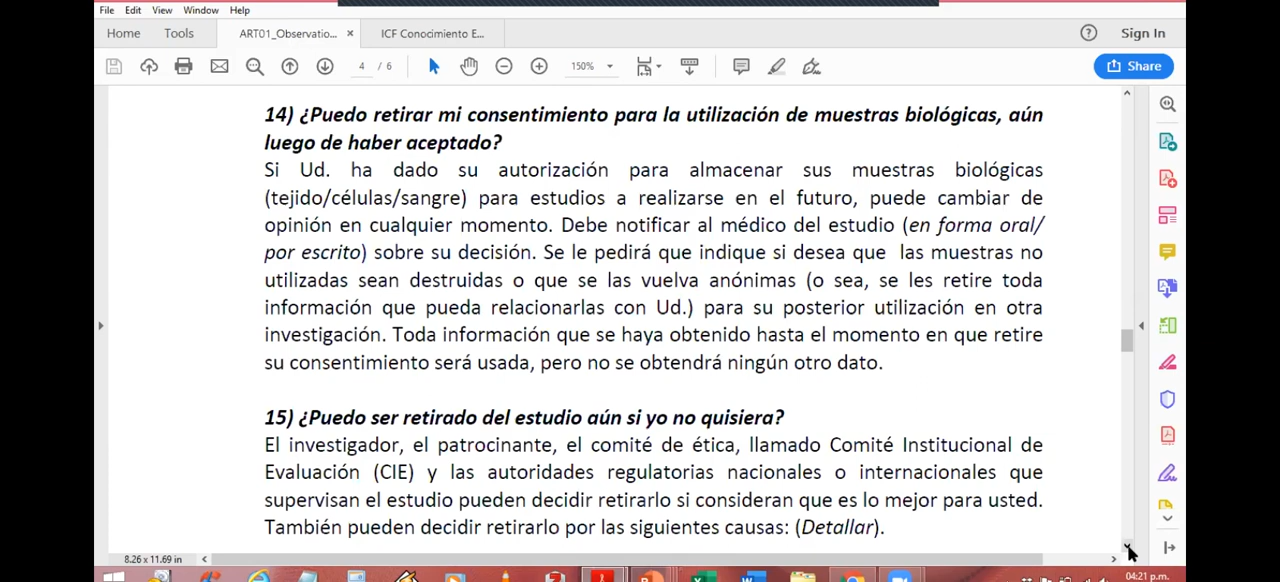 File Edit View Window Help
Home Tools ART01_Observatio... × ICF Conocimiento E... Sign In
4 / 6 150% Share
14) ¿Puedo retirar mi consentimiento para la utilización de muestras biológicas, aún
luego de haber aceptado?
Si Ud. ha dado su autorización para almacenar sus muestras biológicas
(tejido/células/sangre) para estudios a realizarse en el futuro, puede cambiar de
opinión en cualquier momento. Debe notificar al médico del estudio (en forma oral/
por escrito) sobre su decisión. Se le pedirá que indique si desea que las muestras no
utilizadas sean destruidas o que se las vuelva anónimas (o sea, se les retire toda
información que pueda relacionarlas con Ud.) para su posterior utilización en otra
investigación. Toda información que se haya obtenido hasta el momento en que retire
su consentimiento será usada, pero no se obtendrá ningún otro dato.
15) ¿Puedo ser retirado del estudio aún si yo no quisiera?
El investigador, el patrocinante, el comité de ética, llamado Comité Institucional de
Evaluación (CIE) y las autoridades regulatorias nacionales o internacionales que
supervisan el estudio pueden decidir retirarlo si consideran que es lo mejor para usted.
También pueden decidir retirarlo por las siguientes causas: (Detallar).
8.26 x 11.69 in
04:21 p.m.